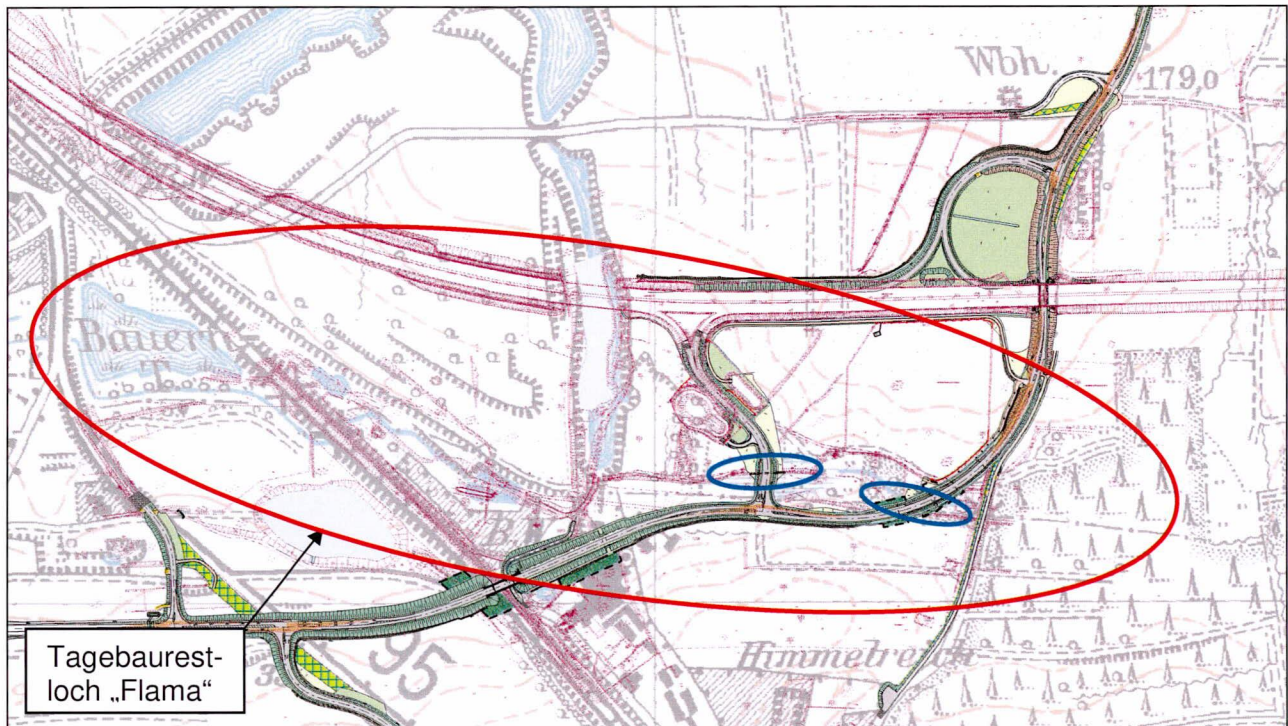 Wbh.
179,0
Bauern
95
Himmelreich
Tagebaurest-
loch „Flama“